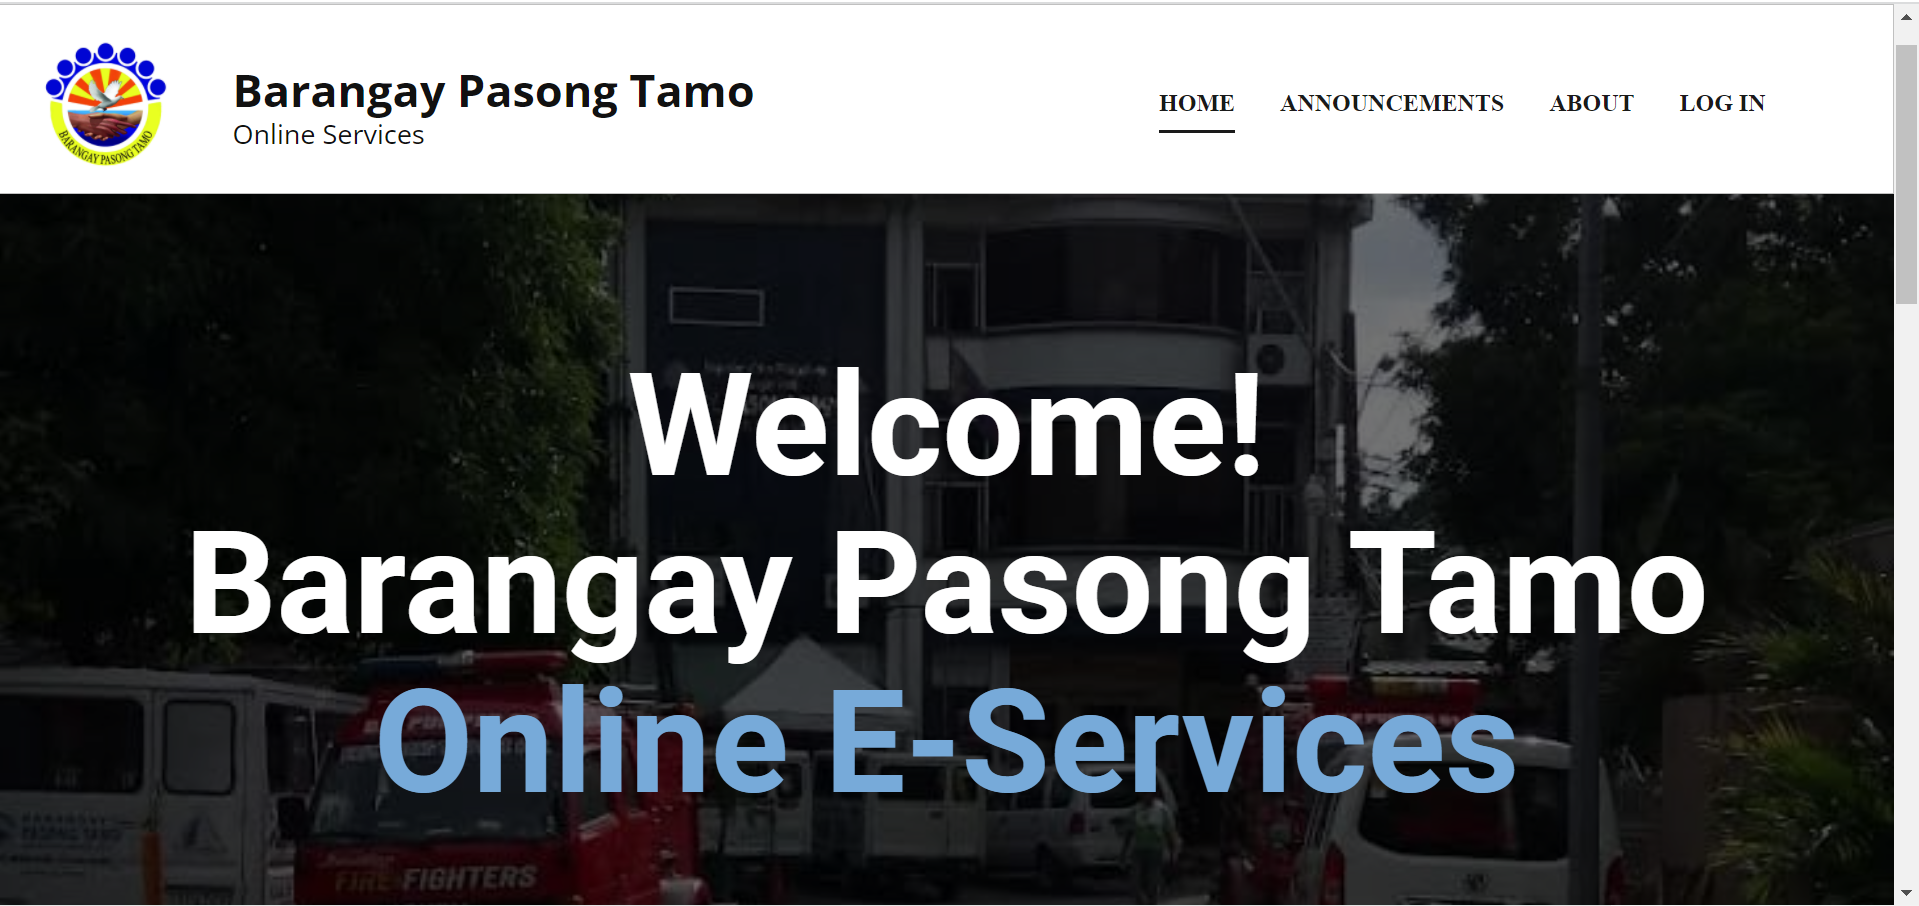 BARANGAY PASONG TAMO
Barangay Pasong Tamo
Online Services
HOME ANNOUNCEMENTS ABOUT LOG IN
Welcome!
Barangay Pasong Tamo
Online E-Services
FIRE FIGHTERS